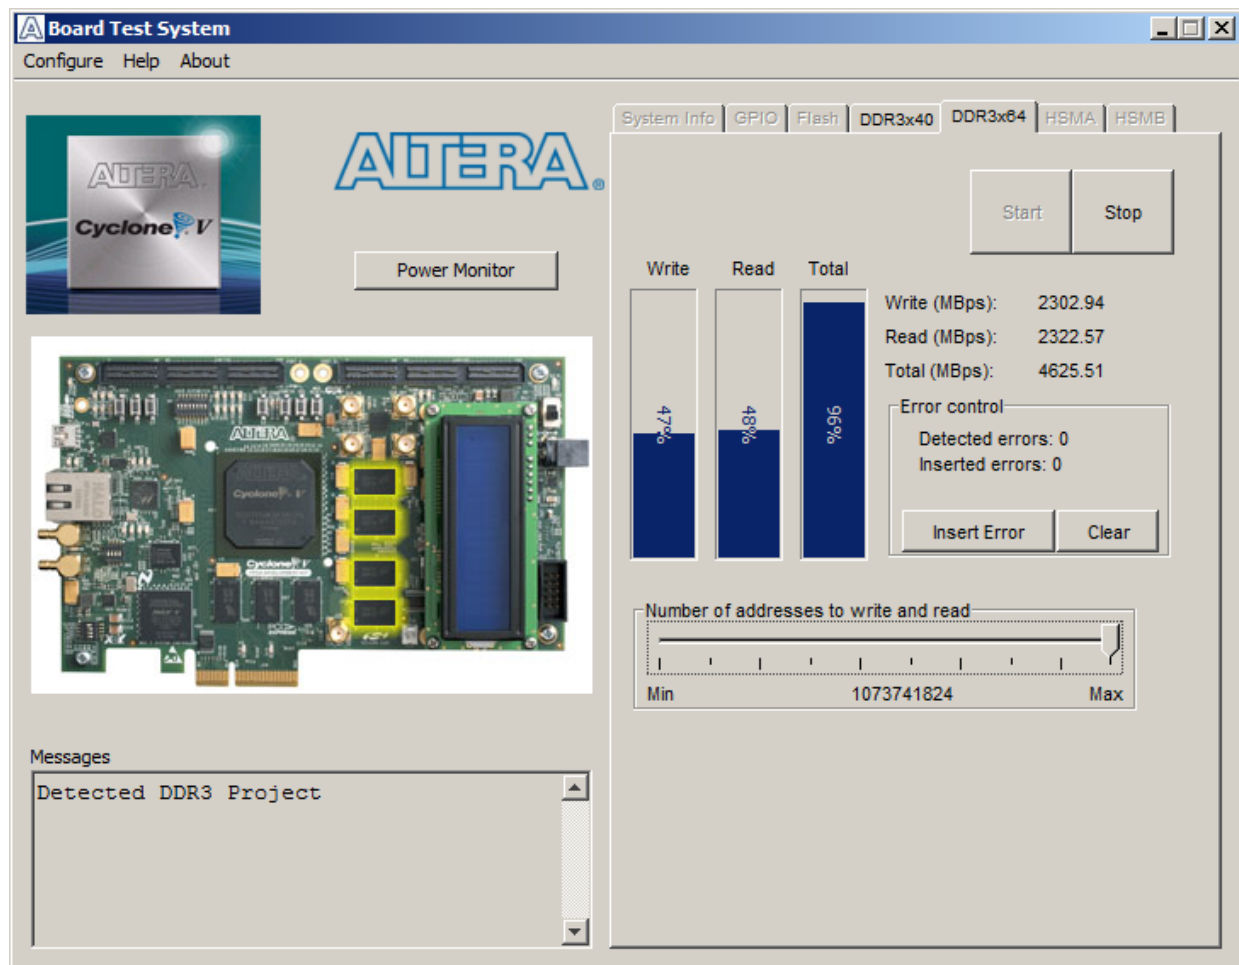 Board Test System
Configure Help About
System Info GPIO Flash DDR3x40 DDR3x64 HSMA HSMB
ALTERA®
ALTERA.
Cyclone V
Power Monitor
Start Stop
Write Read Total
47% 48% 96%
Write (MBps): 2302.94
Read (MBps): 2322.57
Total (MBps): 4625.51
Error control
Detected errors: 0
Inserted errors: 0
Insert Error Clear
ALTERA
Cyclone V
Cyclone V
Number of addresses to write and read
Min 1073741824 Max
Messages
Detected DDR3 Project